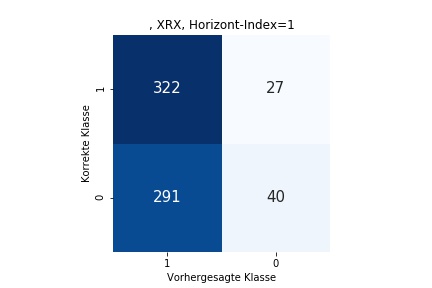 , XRX, Horizont-Index=1
Korrekte Klasse
1
322
27
0
291
40
1
0
Vorhergesagte Klasse